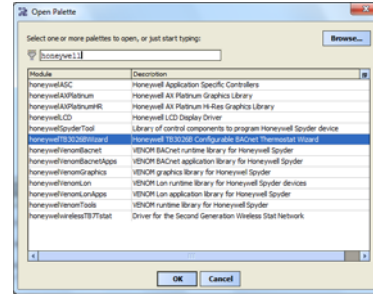 Open Palette
Select one or more palettes to open, or just start typing:
Browse...
honeywell
Module Description
honeywellASC Honeywell Application Specific Controllers
honeywellAXPlatinum Honeywell AX Platinum Graphics Library
honeywellAXPlatinumHR Honeywell AX Platinum Hi-Res Graphics Library
honeywellLCD Honeywell LCD Display Driver
honeywellSpyderTool Library of control components to program Honeywell Spyder device
honeywellTB3026BWizard Honeywell TB3026B Configurable BACnet Thermostat Wizard
honeywellVenomBacnet VENOM BACnet runtime library for Honeywell Spyder
honeywellVenomBacnetApps VENOM BACnet application library for Honeywell Spyder
honeywellVenomGraphics VENOM graphics library for Honeywell Spyder
honeywellVenomLon VENOM Lon runtime library for Honeywell Spyder devices
honeywellVenomLonApps VENOM Lon application library for Honeywell Spyder
honeywellVenomTools VENOM runtime library for Honeywell Spyder
honeywellwirelessTB7Tstat Driver for the Second Generation Wireless Stat Network
OK Cancel